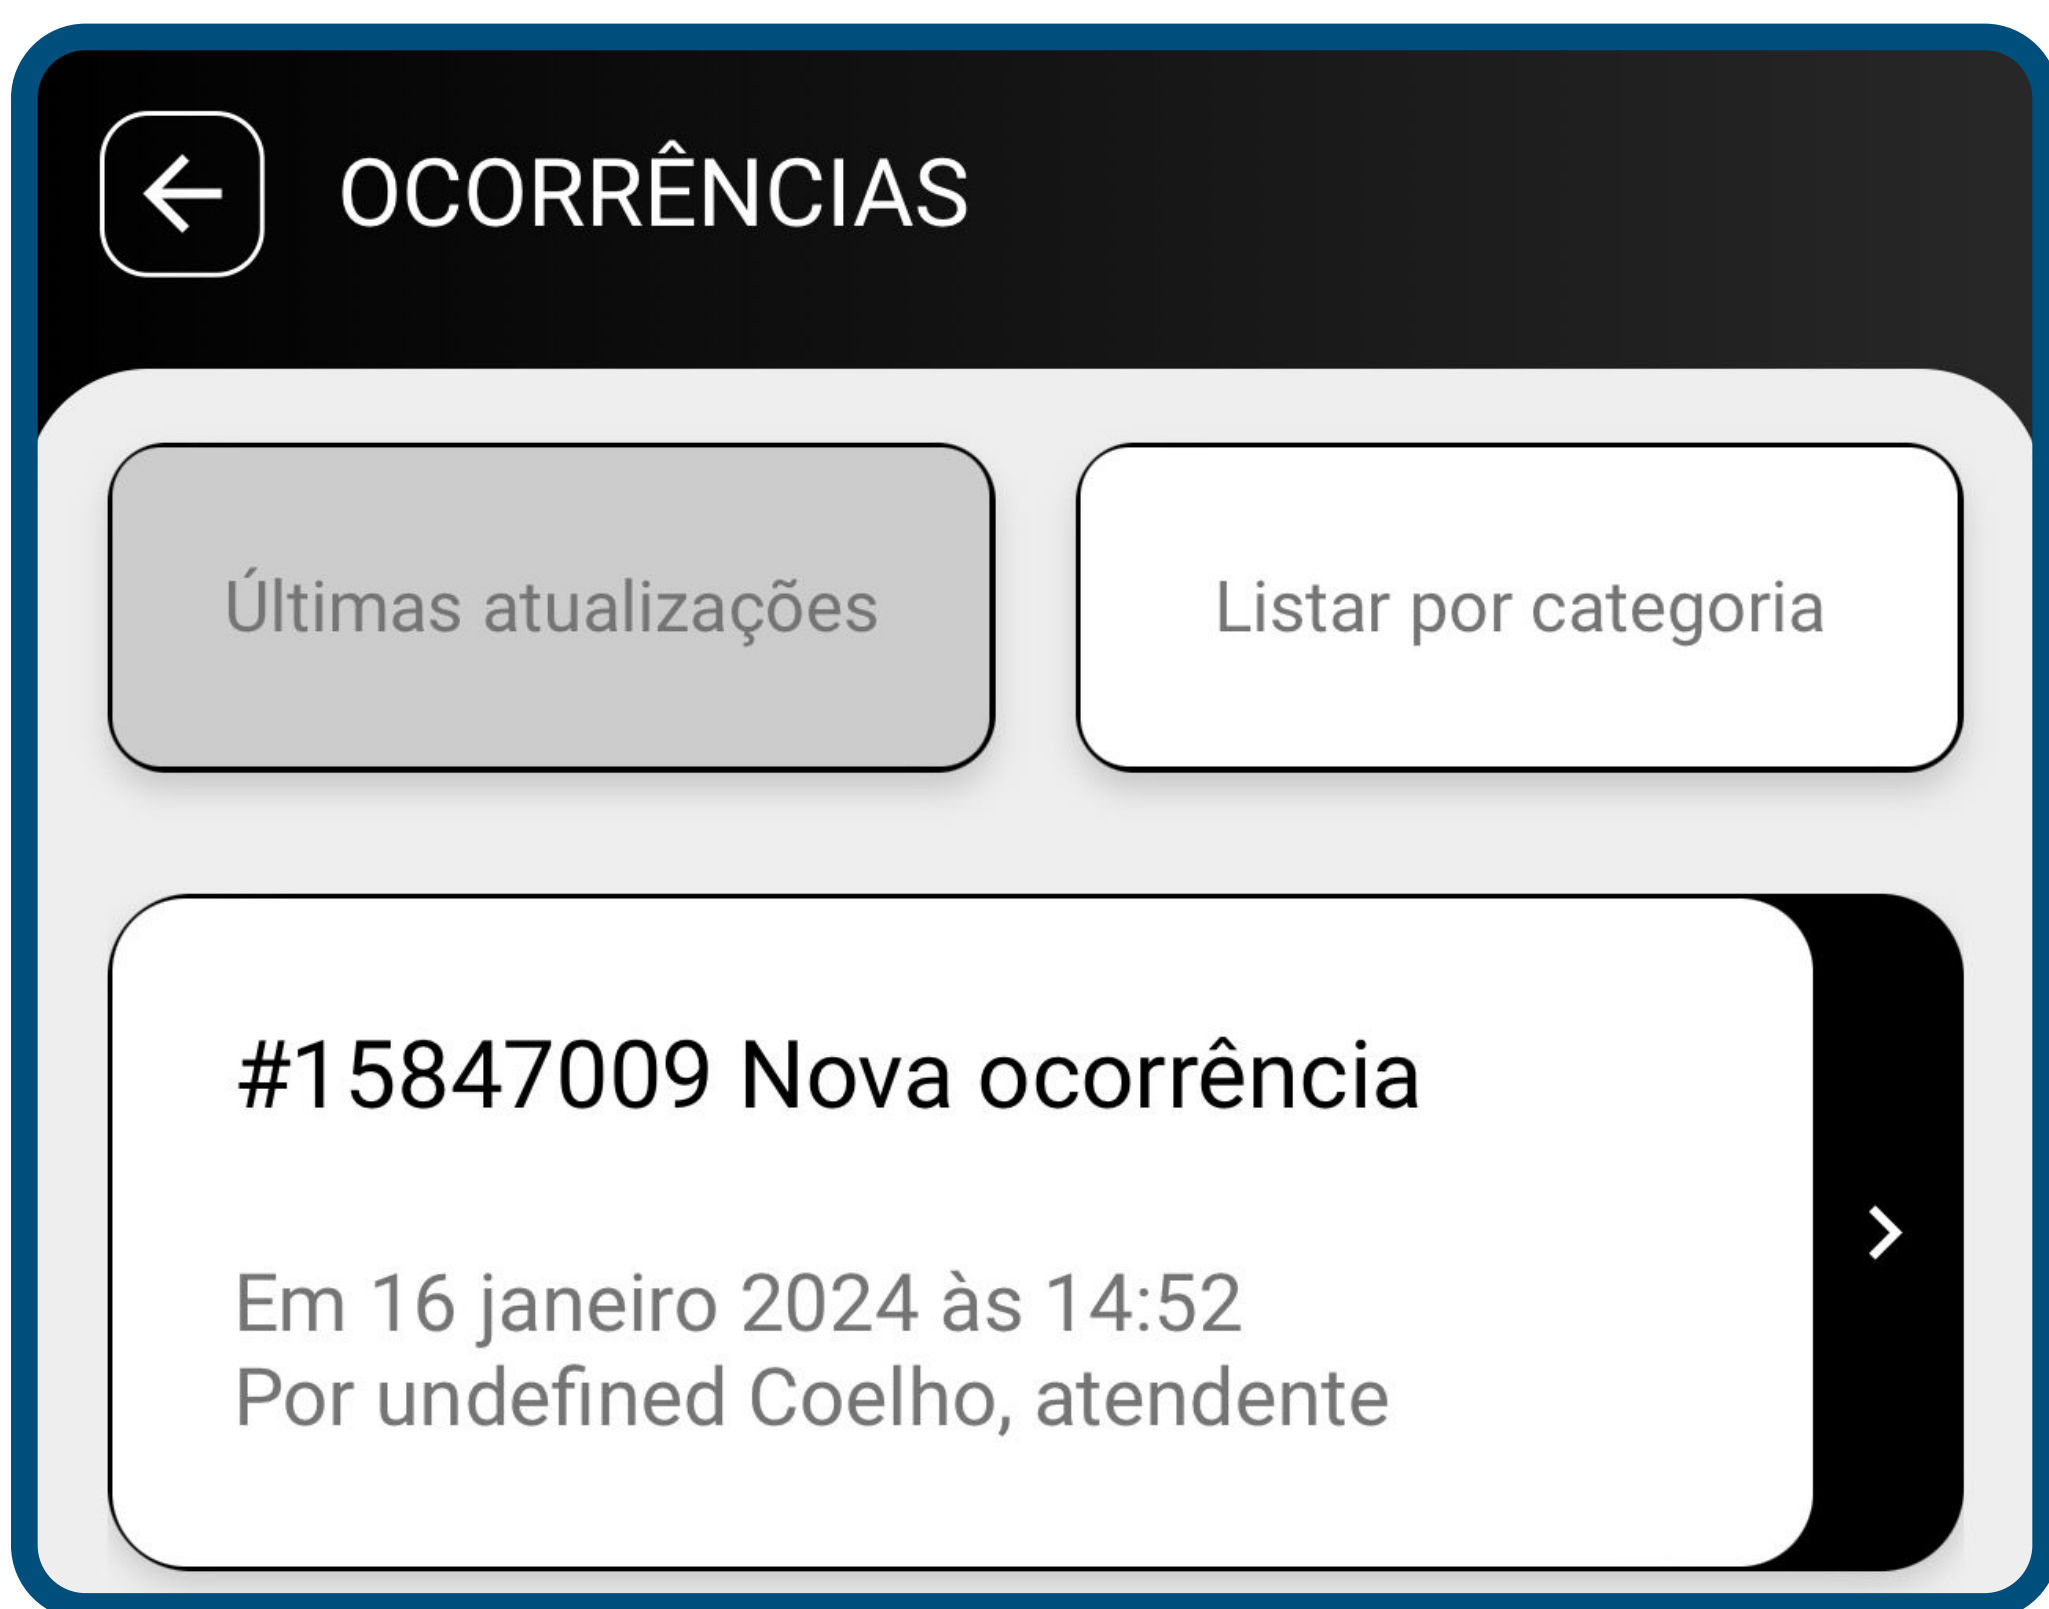 OCORRÊNCIAS
Últimas atualizações
Listar por categoria
#15847009 Nova ocorrência
Em 16 janeiro 2024 às 14:52
Por undefined Coelho, atendente